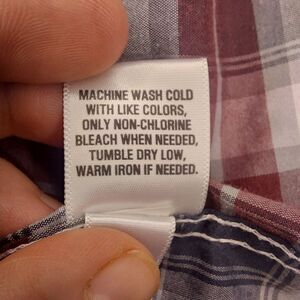 MACHINE WASH COLD
WITH LIKE COLORS,
ONLY NON-CHLORINE
BLEACH WHEN NEEDED,
TUMBLE DRY LOW,
WARM IRON IF NEEDED.